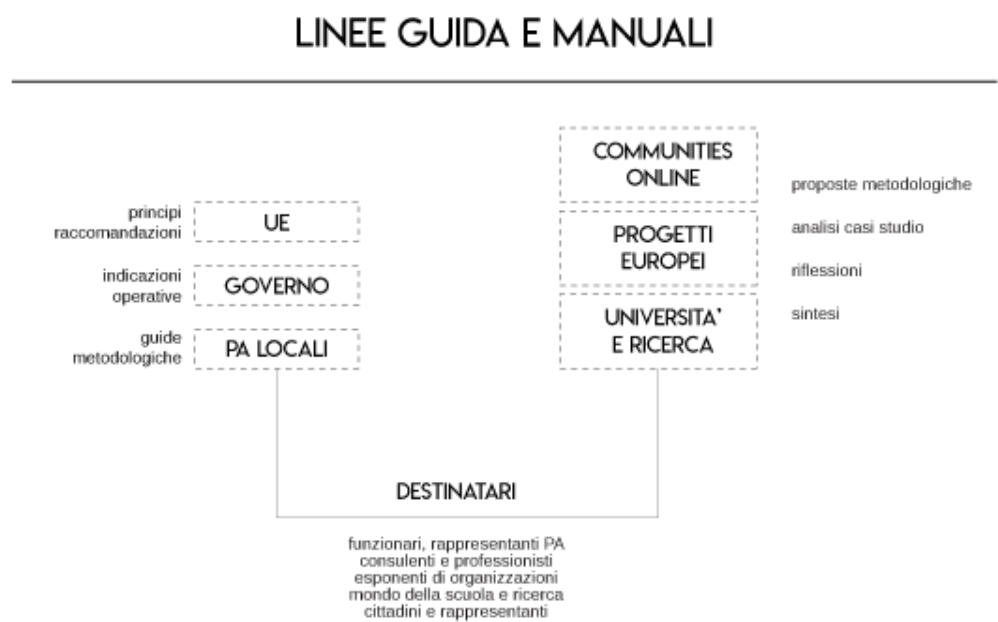 LINEE GUIDA E MANUALI
principi
raccomandazioni
UE
indicazioni
operative
GOVERNO
guide
metodologiche
PA LOCALI
COMMUNITIES
ONLINE
PROGETTI
EUROPEI
UNIVERSITA'
E RICERCA
proposte metodologiche
analisi casi studio
riflessioni
sintesi
DESTINATARI
funzionari, rappresentanti PA
consulenti e professionisti
esponenti di organizzazioni
mondo della scuola e ricerca
cittadini e rappresentanti